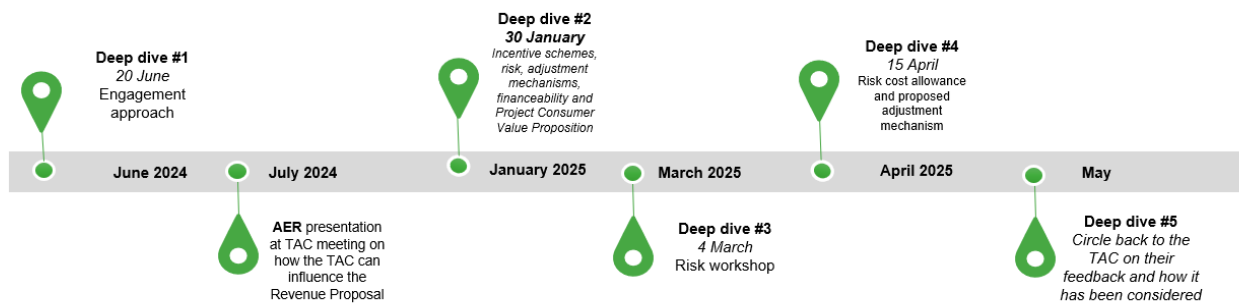 Deep dive #1
20 June
Engagement
approach
Deep dive #2
30 January
Incentive schemes,
risk, adjustment
mechanisms,
financeability and
Project Consumer
Value Proposition
Deep dive #4
15 April
Risk cost allowance
and proposed
adjustment
mechanism
June 2024
July 2024
January 2025
March 2025
April 2025
May
AER presentation
at TAC meeting on
how the TAC can
influence the
Revenue Proposal
Deep dive #3
4 March
Risk workshop
Deep dive #5
Circle back to the
TAC on their
feedback and how it
has been considered